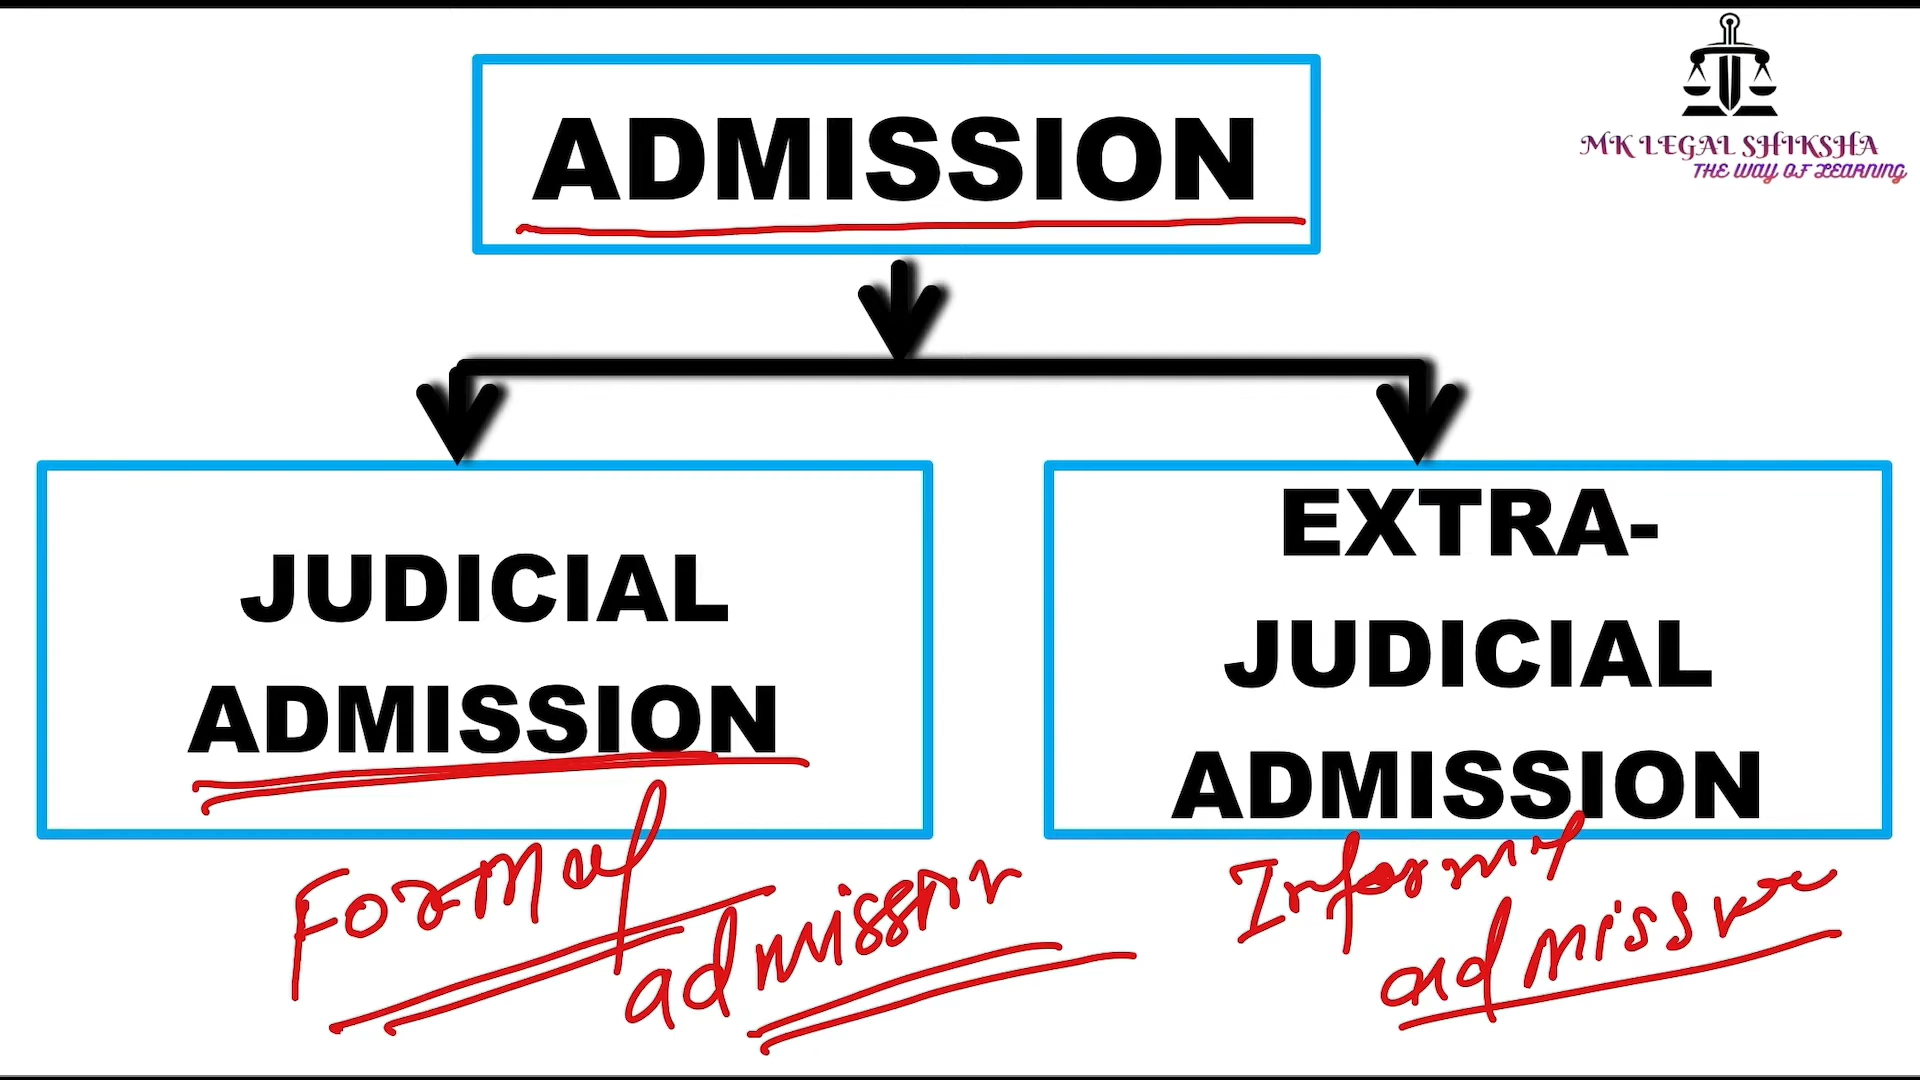 MK LEGAL SHIKSHA
THE WAY OF LEARNING
ADMISSION
JUDICIAL
ADMISSION
EXTRA-
JUDICIAL
ADMISSION
Formal
admission
Informal
admission